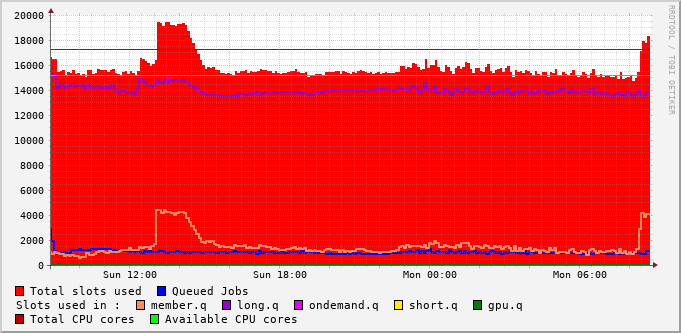 RRDTOOL / TOBI OETIKER
20000
18000
16000
14000
12000
10000
8000
6000
4000
2000
0
Sun 12:00 Sun 18:00 Mon 00:00 Mon 06:00
Total slots used Queued Jobs
Slots used in : member.q long.q ondemand.q short.q gpu.q
Total CPU cores Available CPU cores